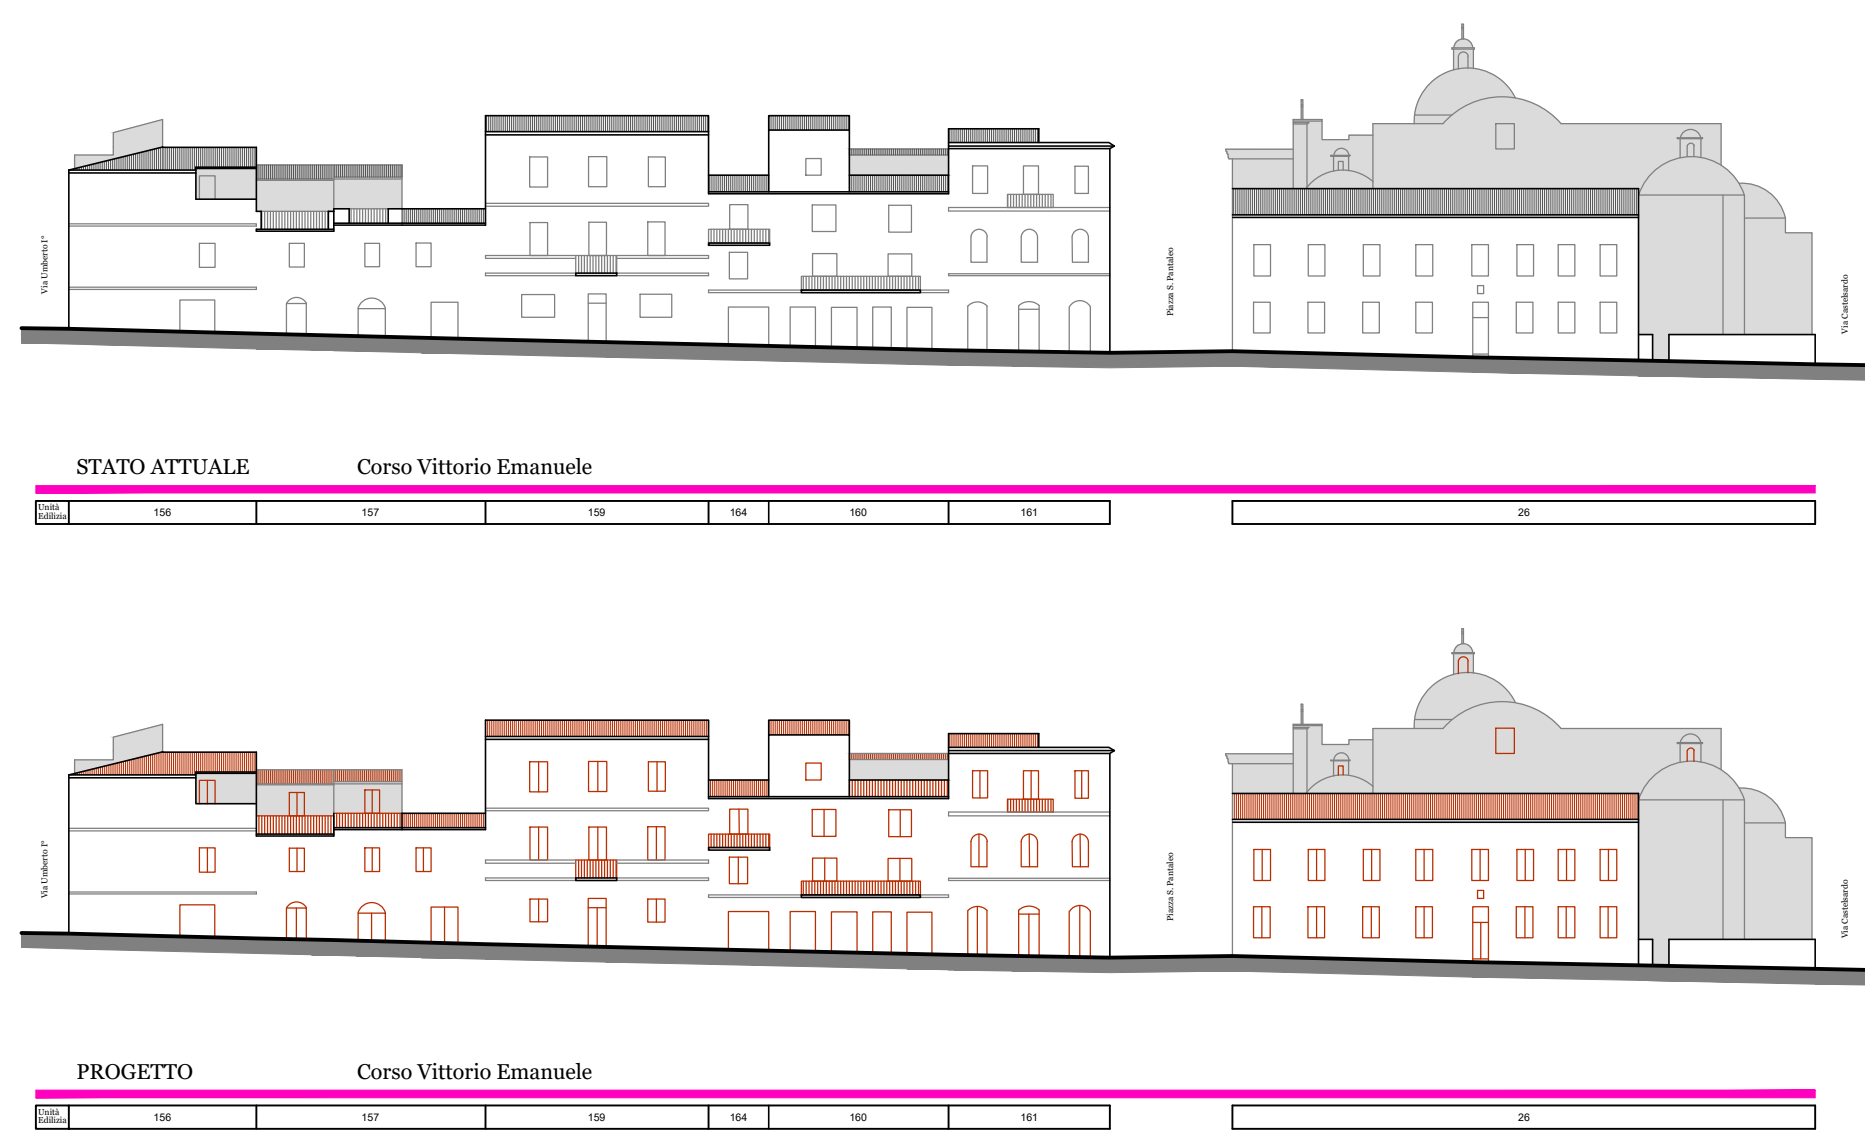 Via Umberto I°
Piazza S. Pantaleo
Via Castelsardo
STATO ATTUALE Corso Vittorio Emanuele
Unità
Edilizia
156 157 159 164 160 161 26
Via Umberto I°
Piazza S. Pantaleo
Via Castelsardo
PROGETTO Corso Vittorio Emanuele
Unità
Edilizia
156 157 159 164 160 161 26